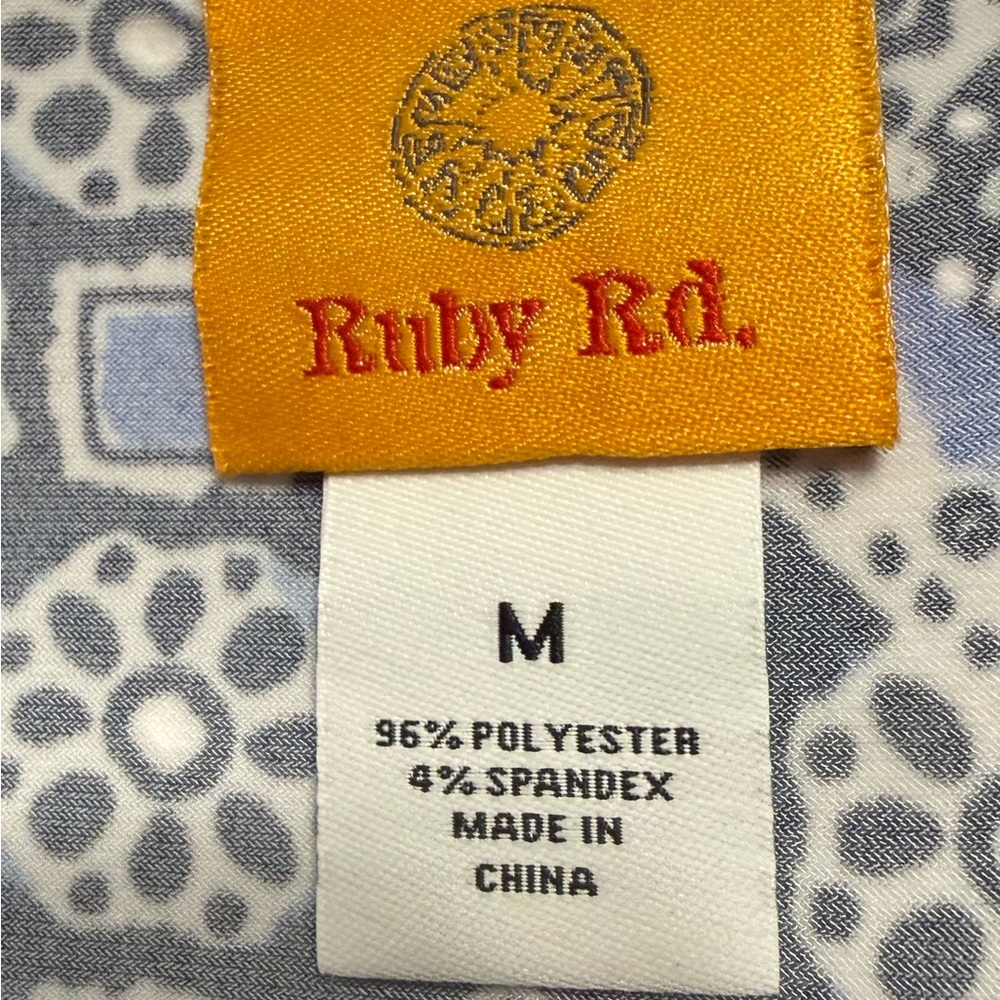 Ruby Rd.
M
96% POLYESTER
4% SPANDEX
MADE IN
CHINA